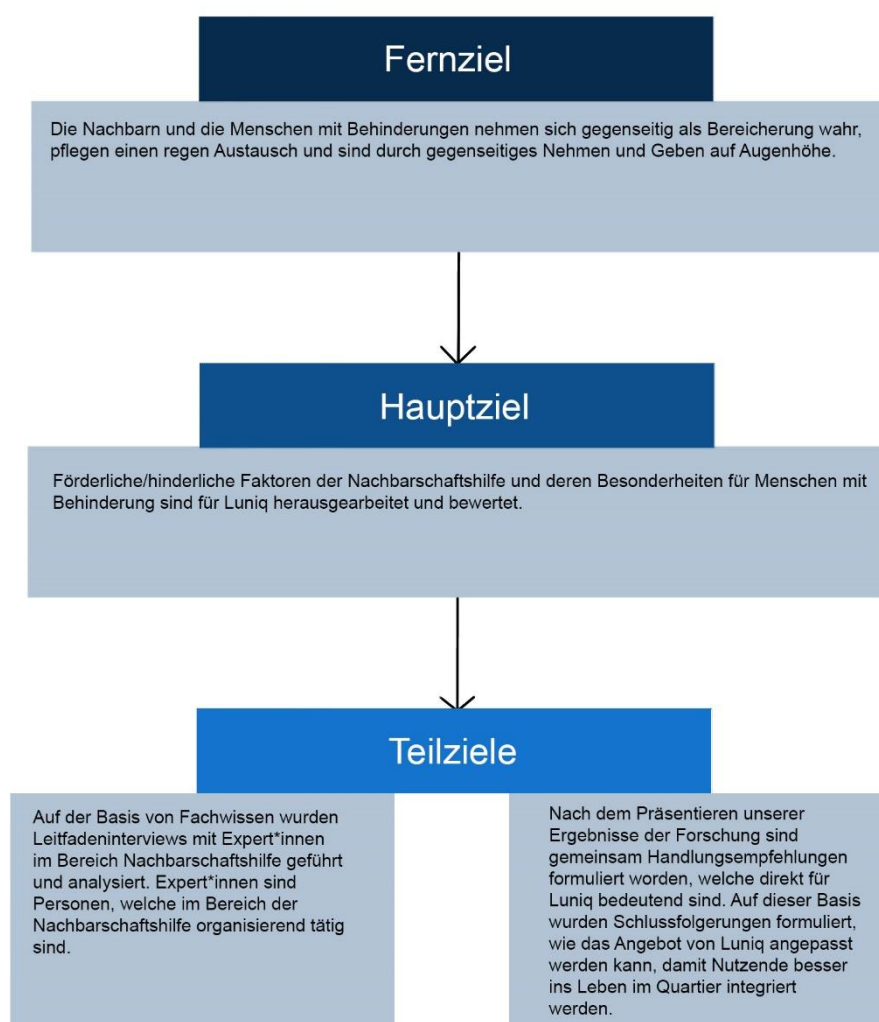 Fernziel
Die Nachbarn und die Menschen mit Behinderungen nehmen sich gegenseitig als Bereicherung wahr,
pflegen einen regen Austausch und sind durch gegenseitiges Nehmen und Geben auf Augenhöhe.
Hauptziel
Förderliche/hinderliche Faktoren der Nachbarschaftshilfe und deren Besonderheiten für Menschen mit
Behinderung sind für Luniq herausgearbeitet und bewertet.
Teilziele
Auf der Basis von Fachwissen wurden
Leitfadeninterviews mit Expert*innen
im Bereich Nachbarschaftshilfe geführt
und analysiert. Expert*innen sind
Personen, welche im Bereich der
Nachbarschaftshilfe organisierend tätig
sind.
Nach dem Präsentieren unserer
Ergebnisse der Forschung sind
gemeinsam Handlungsempfehlungen
formuliert worden, welche direkt für
Luniq bedeutend sind. Auf dieser Basis
wurden Schlussfolgerungen formuliert,
wie das Angebot von Luniq angepasst
werden kann, damit Nutzende besser
ins Leben im Quartier integriert
werden.